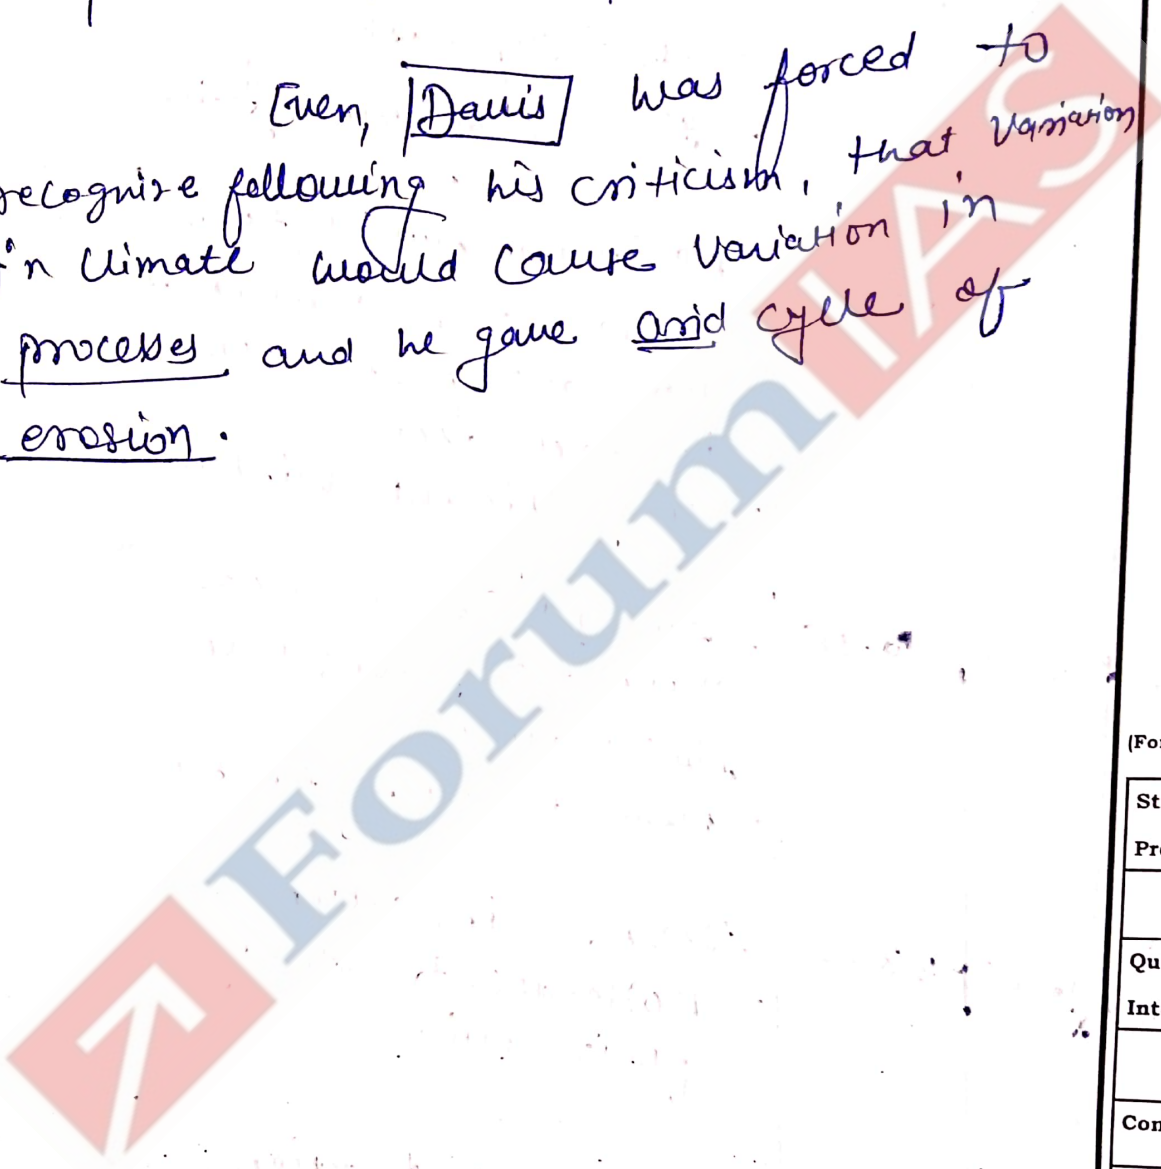 Even, Davis was forced to
recognise following his criticism, that variation
in climate would cause variation in
processes and he gave arid cycle of
erosion.
ForumIAS
(Fo
St
Pr
Qu
Int
Con